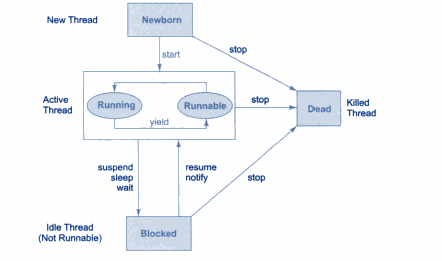 New Thread
Newborn
start
stop
Active
Thread
Running
Runnable
yield
stop
Dead
Killed
Thread
suspend
sleep
wait
resume
notify
stop
Idle Thread
(Not Runnable)
Blocked